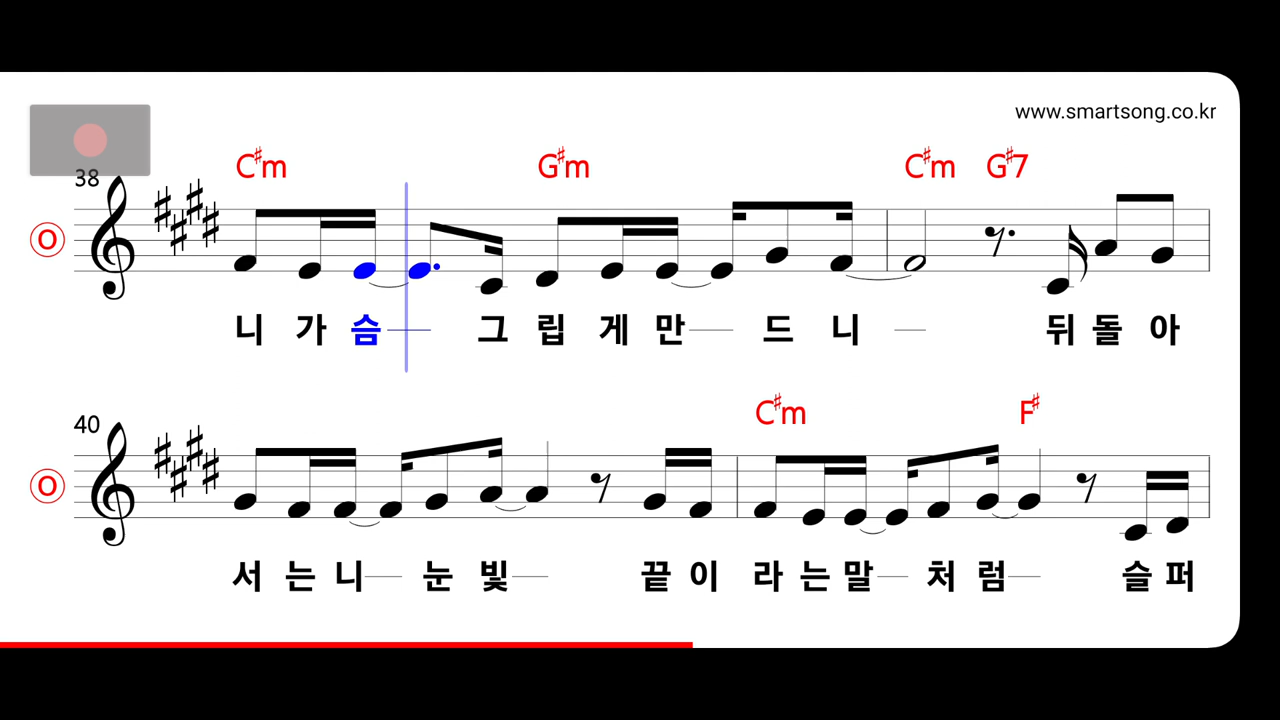 www.smartsong.co.kr
C♯m G♯m C♯m G♯7
38
O
니 가 슴 그 립 게 만 드 니 뒤 돌 아
C♯m F♯
40
O
서 는 니 눈 빛 끝 이 라 는 말 처 럼 슬 퍼